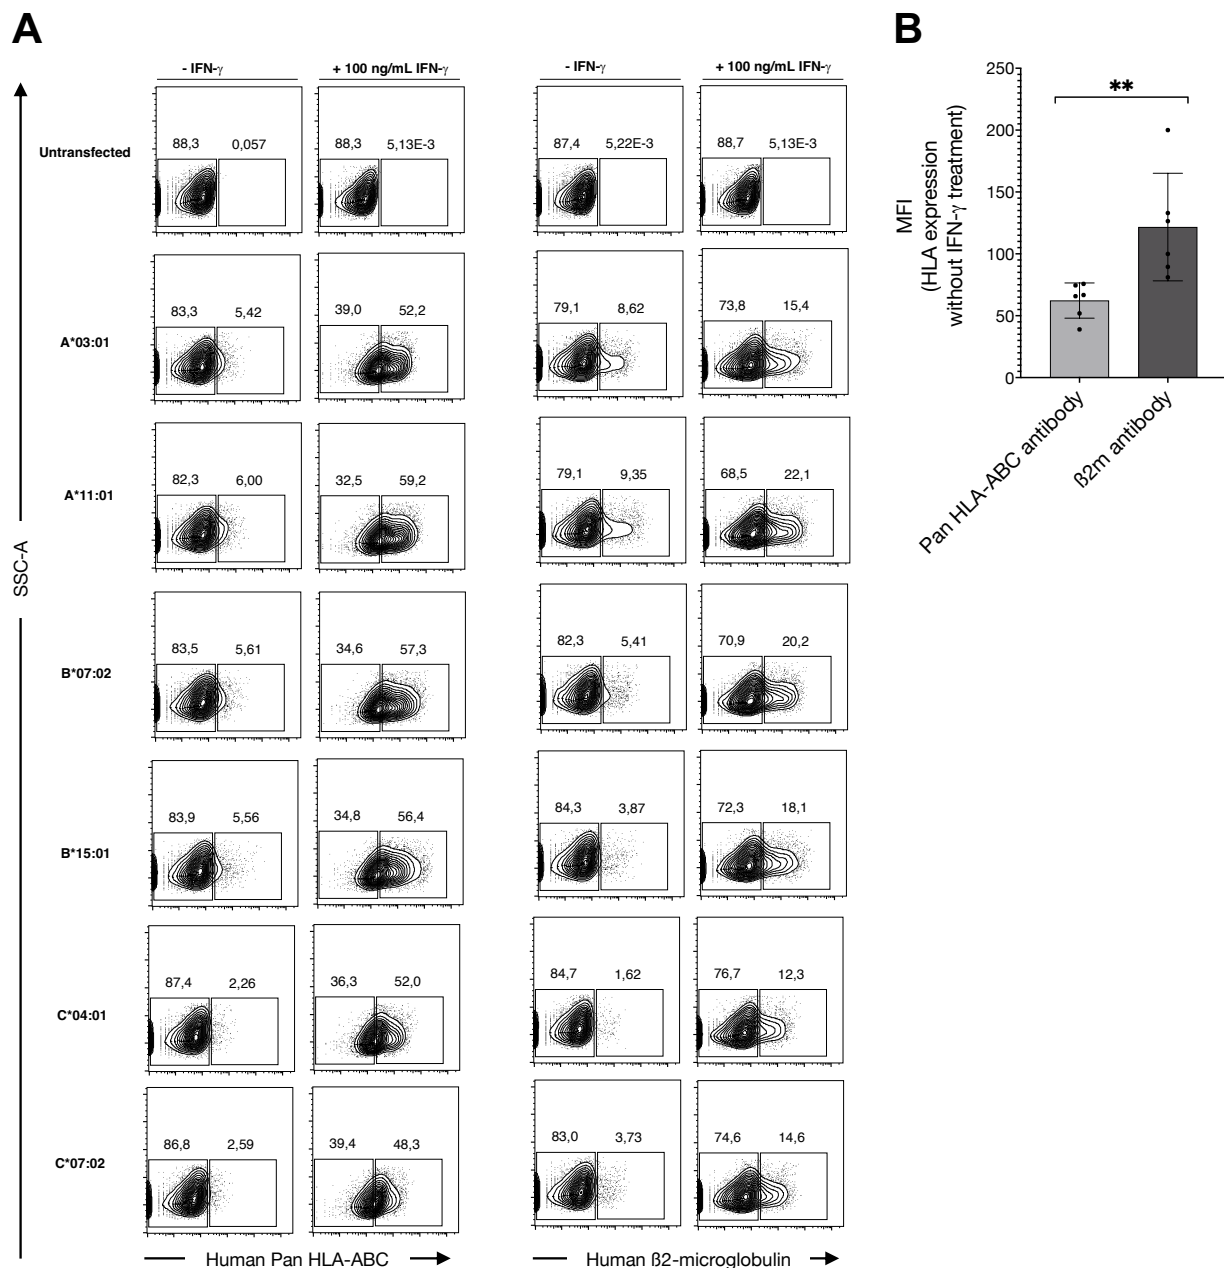 A
B
- IFN-γ
+ 100 ng/mL IFN-γ
- IFN-γ
+ 100 ng/mL IFN-γ
Untransfected
88,3 0,057
88,3 5,13E-3
87,4 5,22E-3
88,7 5,13E-3
A*03:01
83,3 5,42
39,0 52,2
79,1 8,62
73,8 15,4
A*11:01
82,3 6,00
32,5 59,2
79,1 9,35
68,5 22,1
B*07:02
83,5 5,61
34,6 57,3
82,3 5,41
70,9 20,2
B*15:01
83,9 5,56
34,8 56,4
84,3 3,87
72,3 18,1
C*04:01
87,4 2,26
36,3 52,0
84,7 1,62
76,7 12,3
C*07:02
86,8 2,59
39,4 48,3
83,0 3,73
74,6 14,6
SSC-A
Human Pan HLA-ABC
Human ß2-microglobulin
MFI
(HLA expression
without IFN-γ treatment)
250
200
150
100
50
0
**
Pan HLA-ABC antibody
ß2m antibody